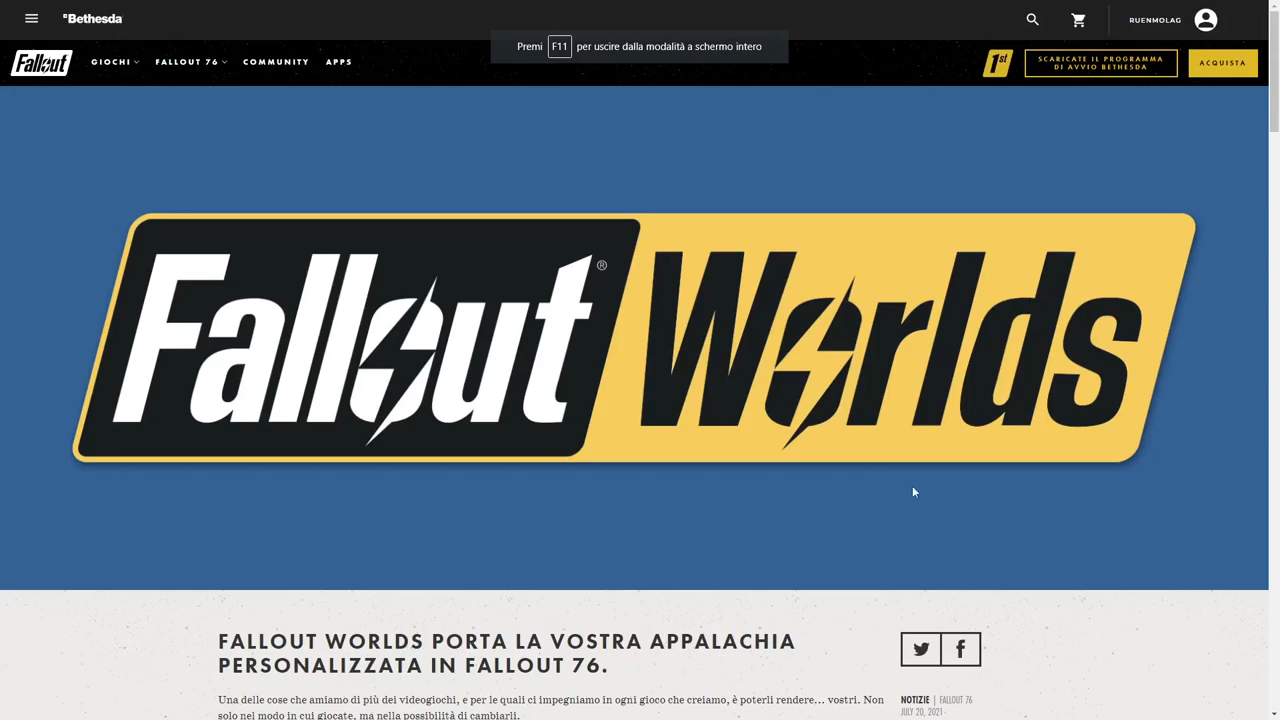 Bethesda
RUENMOLAG
Premi F11 per uscire dalla modalità a schermo intero
Fallout
GIOCHI
FALLOUT 76
COMMUNITY
APPS
1st
SCARICATE IL PROGRAMMA
DI AVVIO BETHESDA
ACQUISTA
Fallout® Worlds
FALLOUT WORLDS PORTA LA VOSTRA APPALACHIA
PERSONALIZZATA IN FALLOUT 76.
Una delle cose che amiamo di più dei videogiochi, e per le quali ci impegniamo in ogni gioco che creiamo, è poterli rendere... vostri. Non
solo nel modo in cui giocate, ma nella possibilità di cambiarli.
NOTIZIE | FALLOUT 76
JULY 20, 2021 -